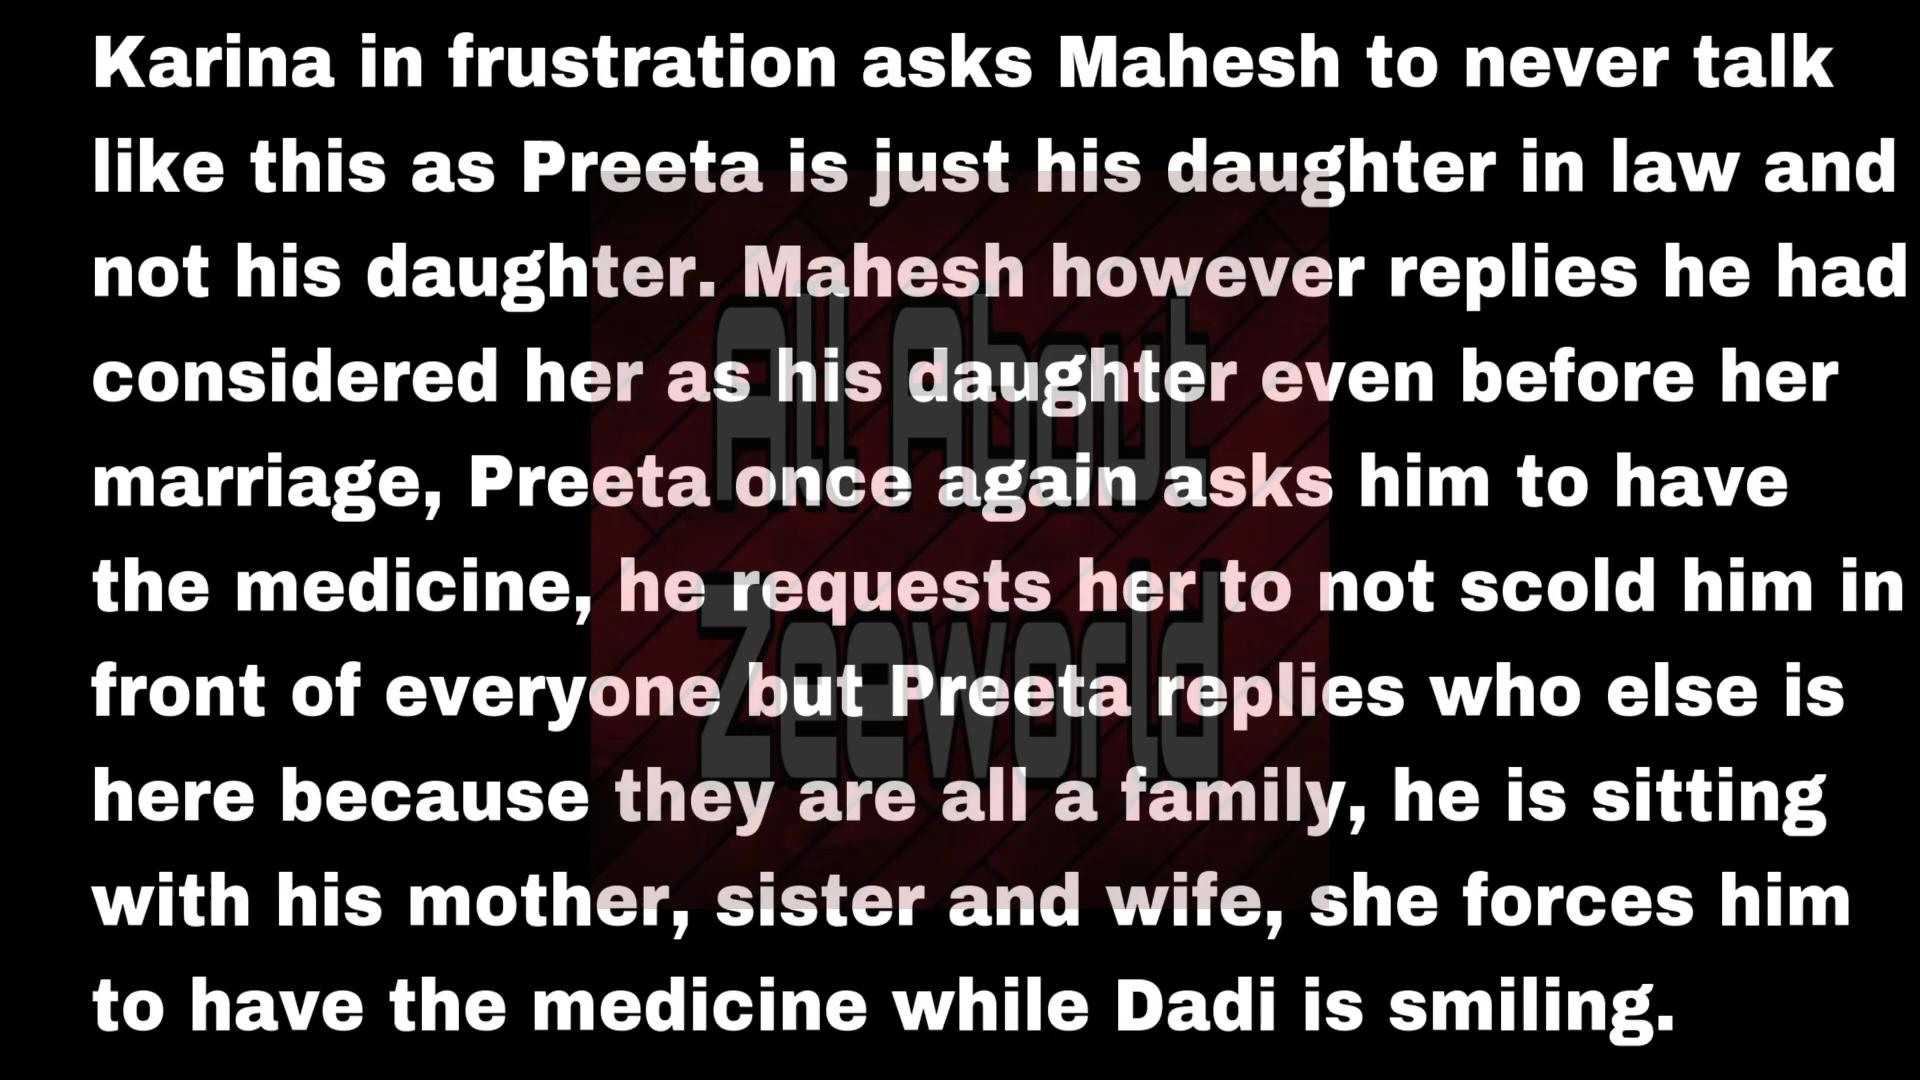 Karina in frustration asks Mahesh to never talk
like this as Preeta is just his daughter in law and
not his daughter. Mahesh however replies he had
considered her as his daughter even before her
marriage, Preeta once again asks him to have
the medicine, he requests her to not scold him in
front of everyone but Preeta replies who else is
here because they are all a family, he is sitting
with his mother, sister and wife, she forces him
to have the medicine while Dadi is smiling.
All About
Zeeworld